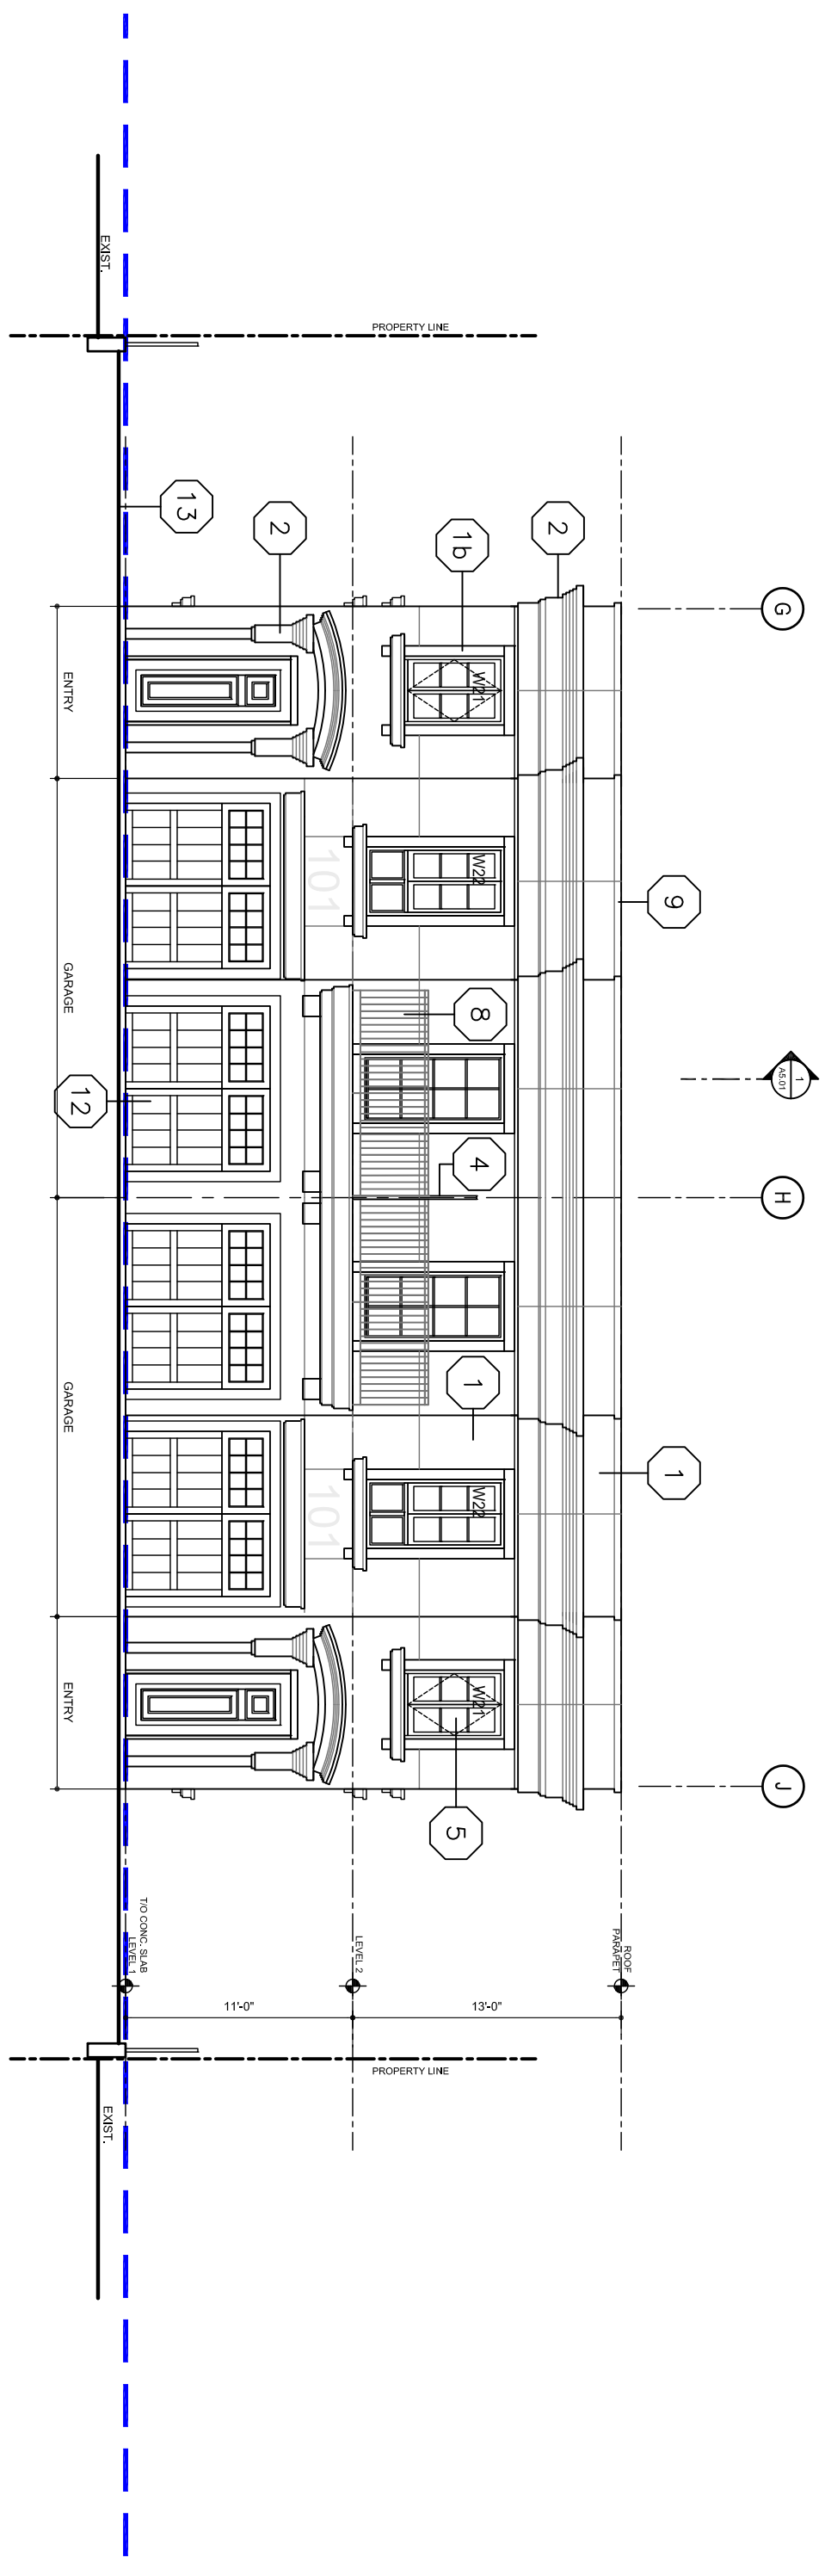 G
H
J
1
A5.01
PROPERTY LINE
PROPERTY LINE
EXIST.
EXIST.
13
2
1b
2
9
8
4
12
1
1
5
W21
W22
W22
W21
101
101
ENTRY
GARAGE
GARAGE
ENTRY
ROOF
PARAPET
LEVEL 2
T/O CONC. SLAB
LEVEL 1
13'-0"
11'-0"